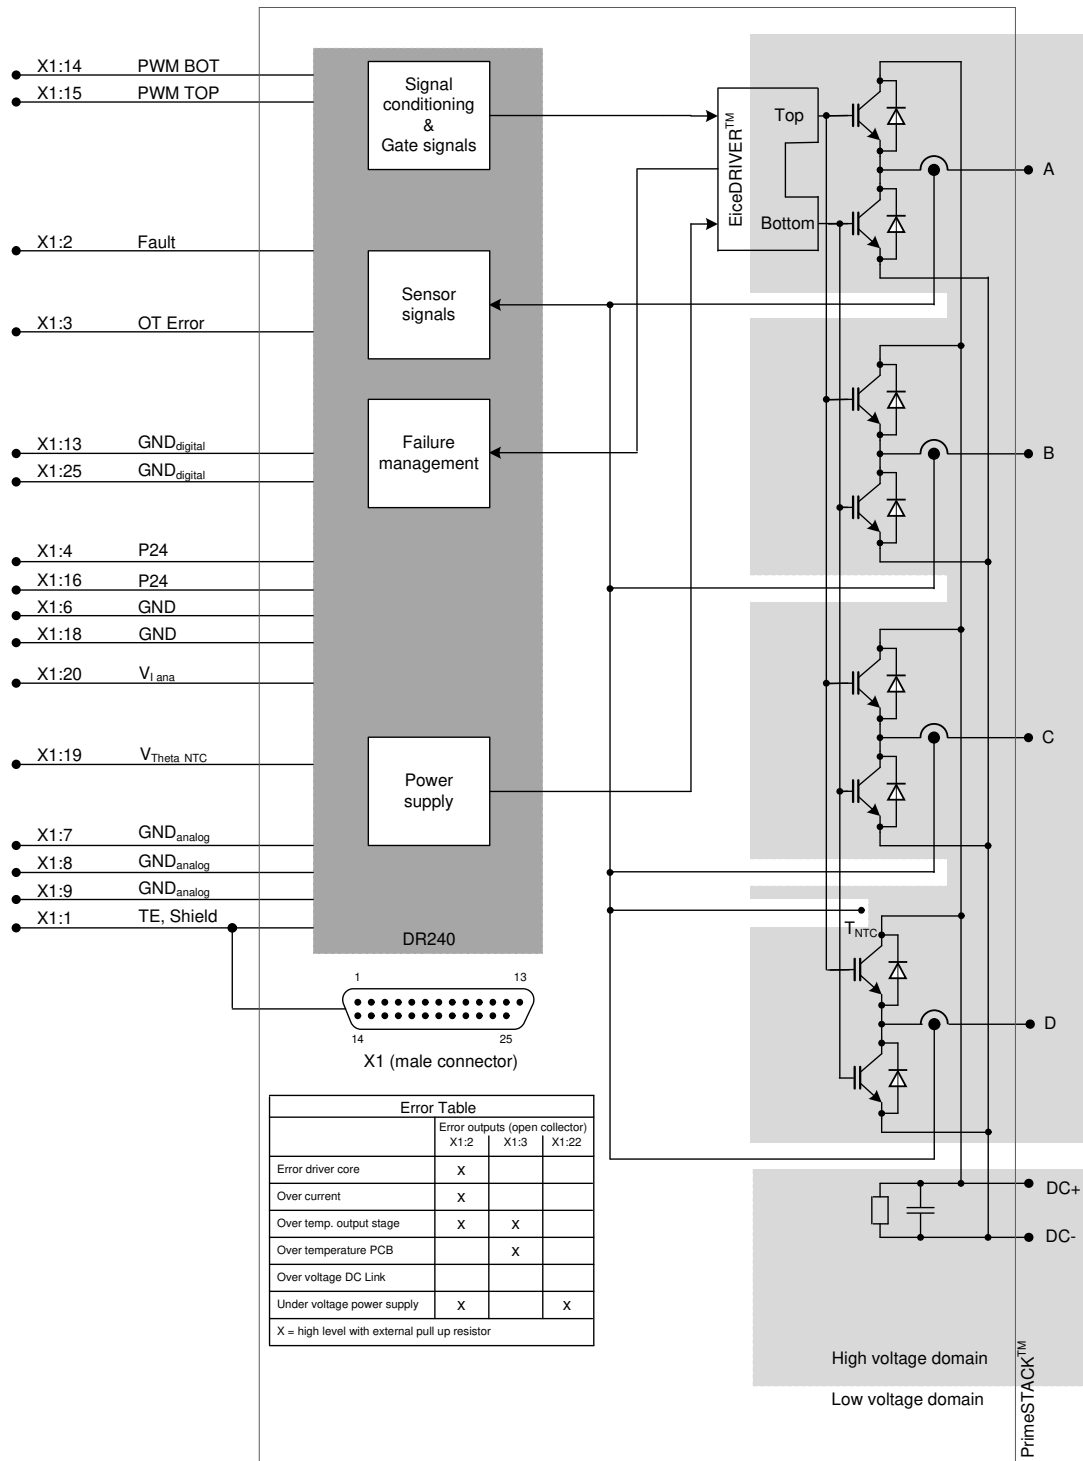 X1:14 PWM BOT
X1:15 PWM TOP
X1:2 Fault
X1:3 OT Error
X1:13 GNDdigital
X1:25 GNDdigital
X1:4 P24
X1:16 P24
X1:6 GND
X1:18 GND
X1:20 VI ana
X1:19 VTheta NTC
X1:7 GNDanalog
X1:8 GNDanalog
X1:9 GNDanalog
X1:1 TE, Shield
Signal
conditioning
&
Gate signals
Sensor
signals
Failure
management
Power
supply
DR240
EiceDRIVER™
Top
Bottom
A
B
C
TNTC
D
DC+
DC-
1 13
14 25
X1 (male connector)
Error Table
Error outputs (open collector)
X1:2 X1:3 X1:22
Error driver core X
Over current X
Over temp. output stage X X
Over temperature PCB X
Over voltage DC Link
Under voltage power supply X X
X = high level with external pull up resistor
High voltage domain
Low voltage domain
PrimeSTACK™